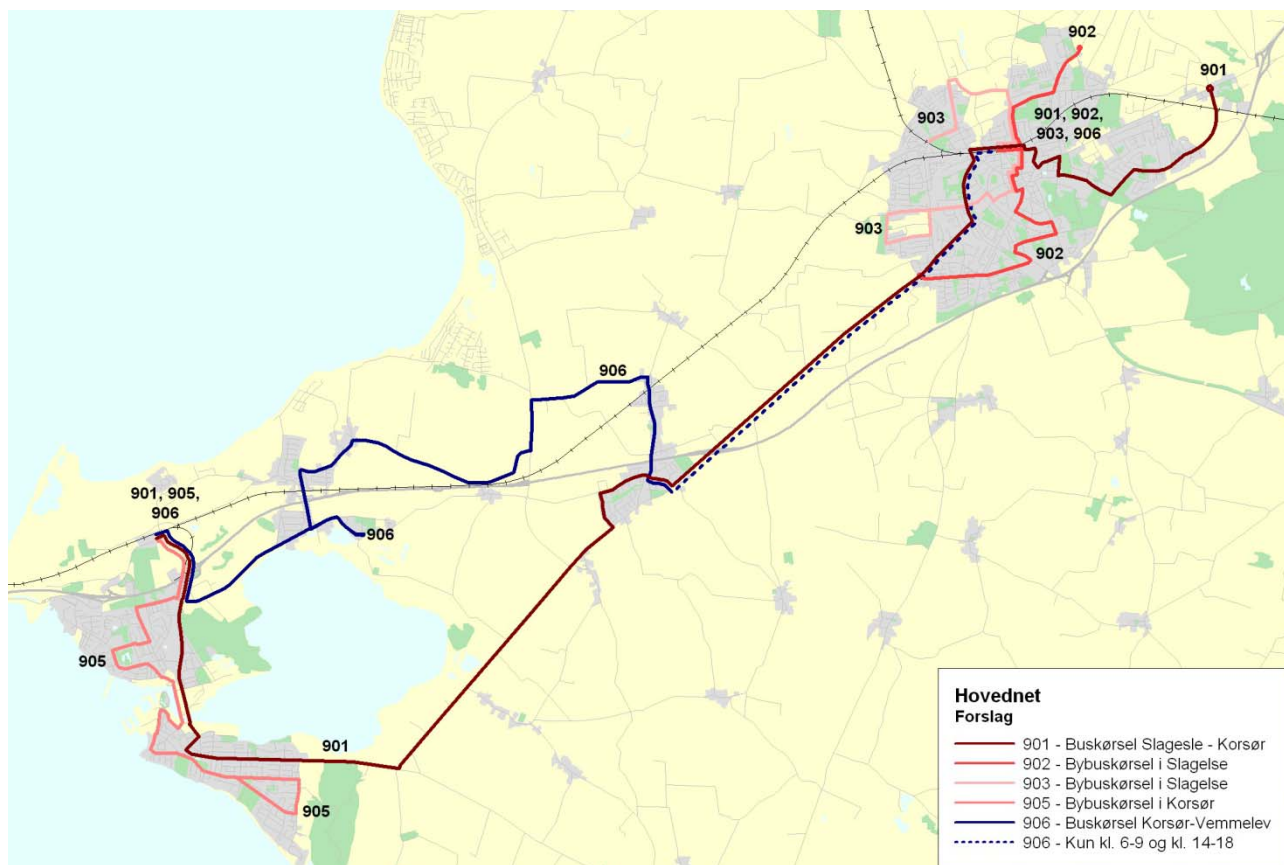 902
901
903
901, 902,
903, 906
903
902
906
901, 905,
906
906
905
901
905
Hovednet
Forslag
901 - Buskørsel Slagesle - Korsør
902 - Bybuskørsel i Slagelse
903 - Bybuskørsel i Slagelse
905 - Bybuskørsel i Korsør
906 - Buskørsel Korsør-Vemmelev
906 - Kun kl. 6-9 og kl. 14-18